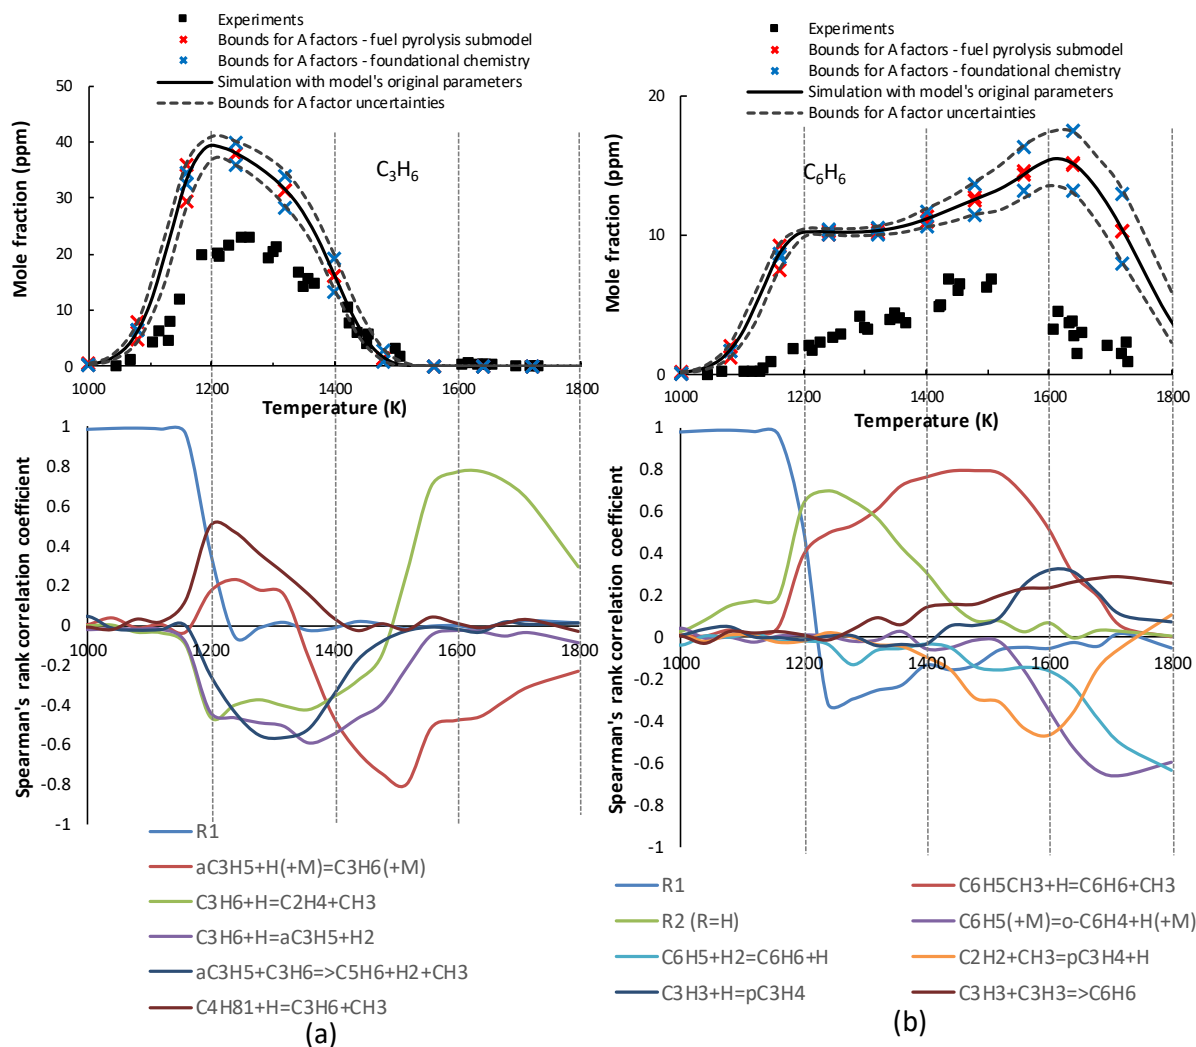 Experiments
Bounds for A factors - fuel pyrolysis submodel
Bounds for A factors - foundational chemistry
Simulation with model's original parameters
Bounds for A factor uncertainties
Mole fraction (ppm)
50
40
30
20
10
0
C₃H₆
1000
1200
1400
1600
1800
Temperature (K)
Spearman's rank correlation coefficient
1
0.8
0.6
0.4
0.2
0
-0.2
-0.4
-0.6
-0.8
-1
1000
1200
1400
1600
1800
R1
aC3H5+H(+M)=C3H6(+M)
C3H6+H=C2H4+CH3
C3H6+H=aC3H5+H2
aC3H5+C3H6=>C5H6+H2+CH3
C4H81+H=C3H6+CH3
(a)
Experiments
Bounds for A factors - fuel pyrolysis submodel
Bounds for A factors - foundational chemistry
Simulation with model's original parameters
Bounds for A factor uncertainties
Mole fraction (ppm)
20
10
0
C₆H₆
1000
1200
1400
1600
1800
Temperature (K)
Spearman's rank correlation coefficient
1
0.8
0.6
0.4
0.2
0
-0.2
-0.4
-0.6
-0.8
-1
1000
1200
1400
1600
1800
R1
C6H5CH3+H=C6H6+CH3
R2 (R=H)
C6H5(+M)=o-C6H4+H(+M)
C6H5+H2=C6H6+H
C2H2+CH3=pC3H4+H
C3H3+H=pC3H4
C3H3+C3H3=>C6H6
(b)